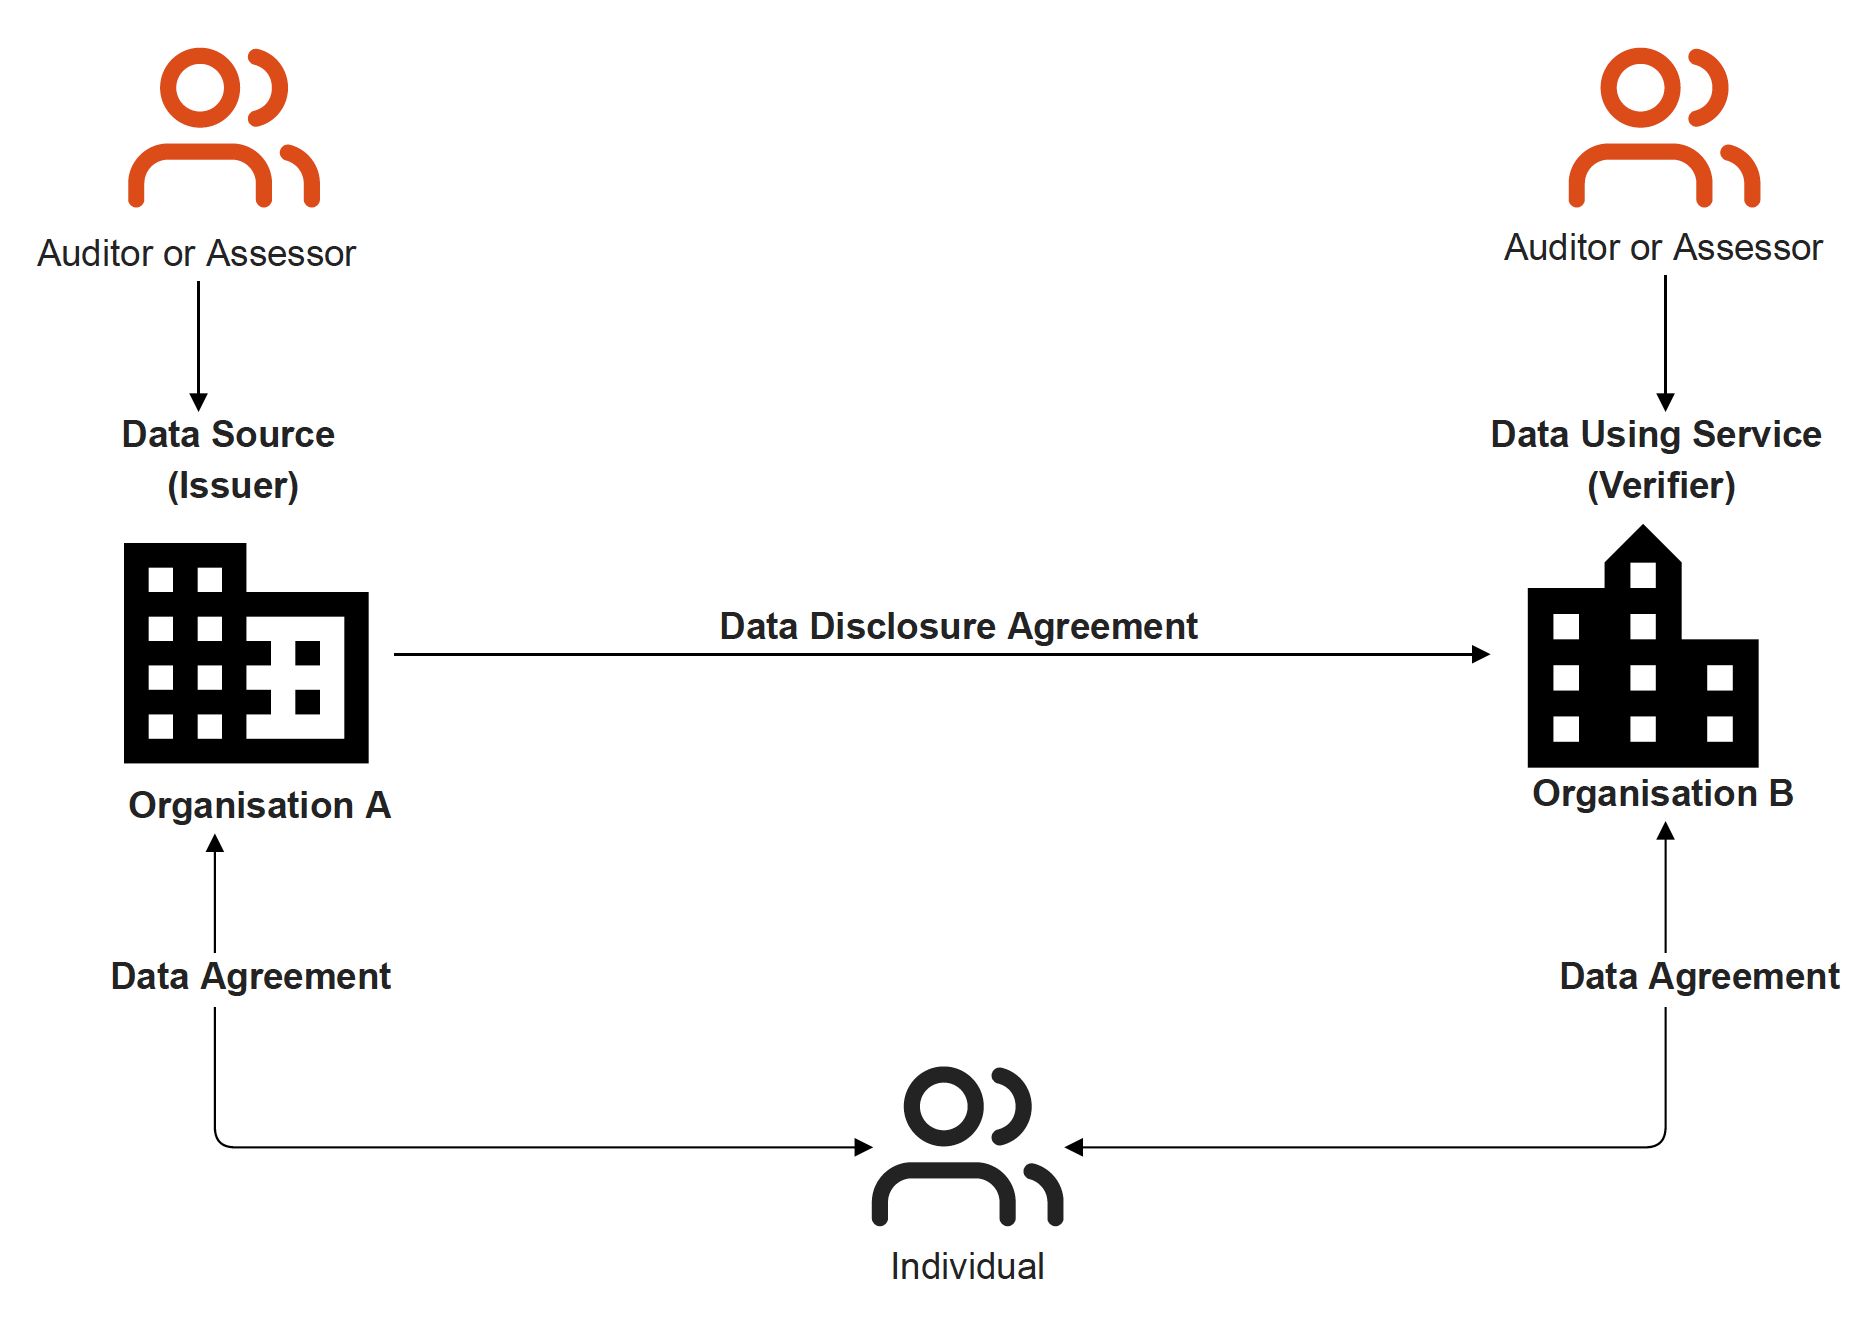 Auditor or Assessor
Auditor or Assessor
Data Source
(Issuer)
Data Using Service
(Verifier)
Data Disclosure Agreement
Organisation A
Organisation B
Data Agreement
Data Agreement
Individual